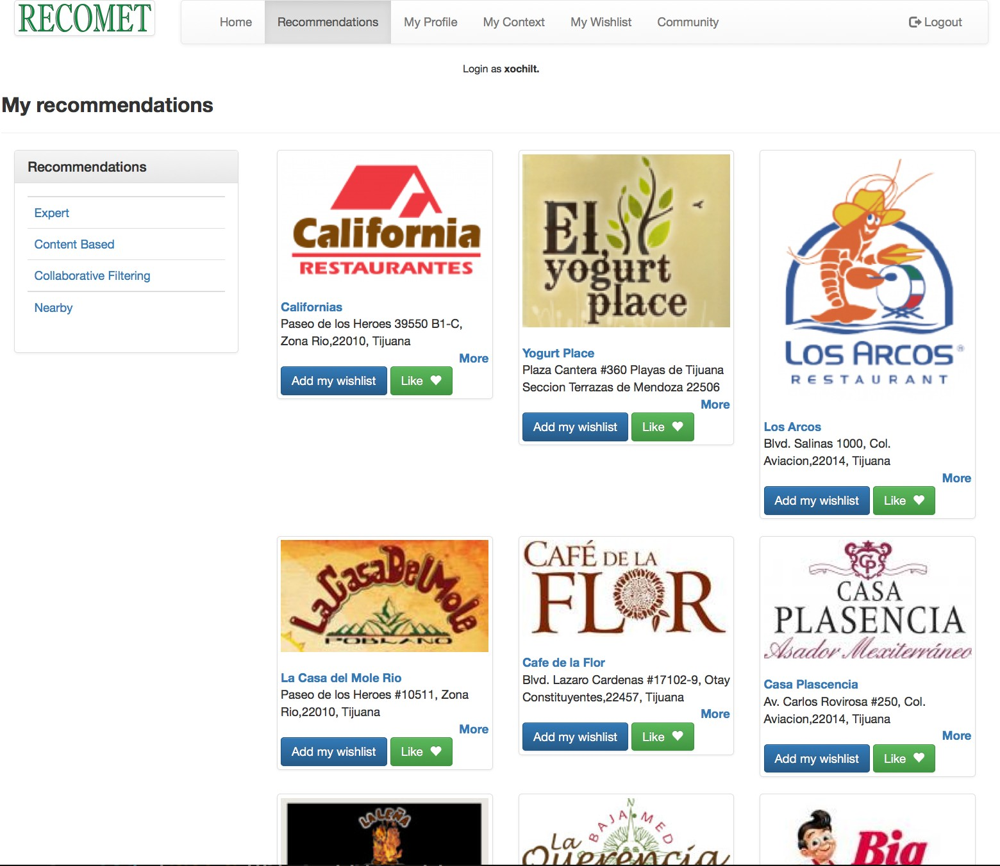 RECOMET
Home Recommendations My Profile My Context My Wishlist Community Logout
Login as xochilt.
My recommendations
Recommendations
Expert
Content Based
Collaborative Filtering
Nearby
California
RESTAURANTES
Californias
Paseo de los Heroes 39550 B1-C,
Zona Rio,22010, Tijuana
More
Add my wishlist Like
El
yogurt
place
Yogurt Place
Plaza Cantera #360 Playas de Tijuana
Seccion Terrazas de Mendoza 22506
More
Add my wishlist Like
LOS ARCOS®
RESTAURANT
Los Arcos
Blvd. Salinas 1000, Col.
Aviacion,22014, Tijuana
More
Add my wishlist Like
La Casa Del Mole
POBLANO
La Casa del Mole Rio
Paseo de los Heroes #10511, Zona
Rio,22010, Tijuana
More
Add my wishlist Like
CAFÉ DE LA
FLOR
Cafe de la Flor
Blvd. Lazaro Cardenas #17102-9, Otay
Constituyentes,22457, Tijuana
More
Add my wishlist Like
CP
CASA
PLASENCIA
Asador Mexiterráneo
Casa Plascencia
Av. Carlos Rovirosa #250, Col.
Aviacion,22014, Tijuana
More
Add my wishlist Like
LA LEÑA
N
BAJA MED
La
Querencia
Big